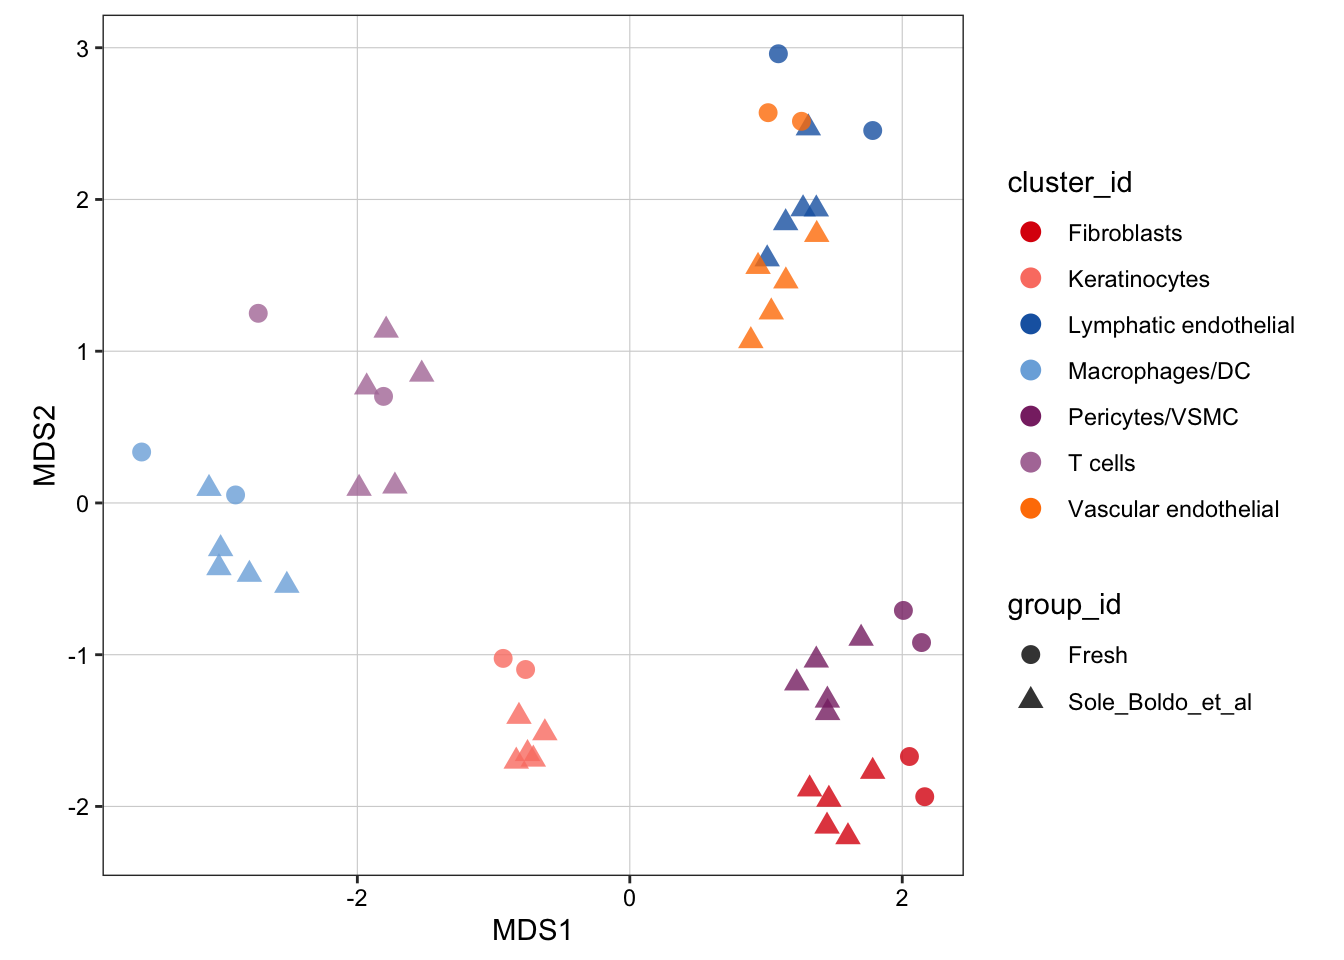 3
2
1
0
-1
-2
MDS2
-2
0
2
MDS1
cluster_id
Fibroblasts
Keratinocytes
Lymphatic endothelial
Macrophages/DC
Pericytes/VSMC
T cells
Vascular endothelial
group_id
Fresh
Sole_Boldo_et_al